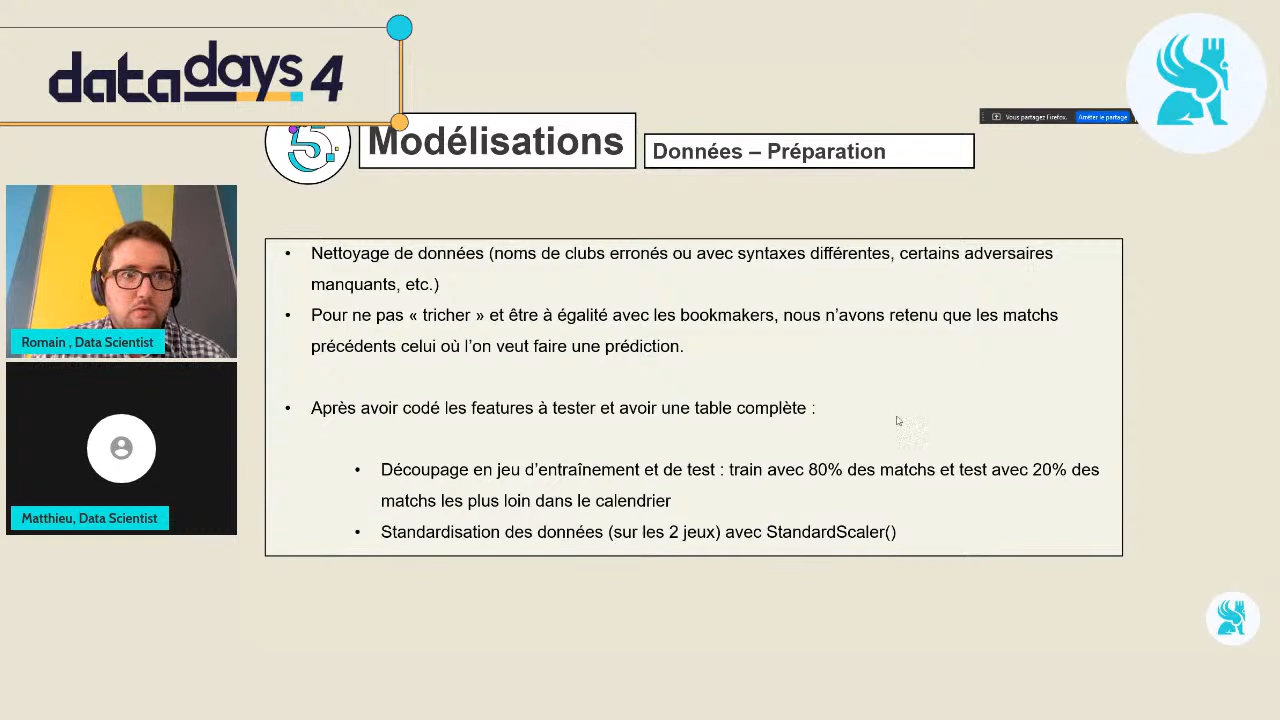 datadays 4
5
Modélisations
Données – Préparation
Vous partagez Firefox.
Arrêter le partage
Romain , Data Scientist
Matthieu, Data Scientist
• Nettoyage de données (noms de clubs erronés ou avec syntaxes différentes, certains adversaires
manquants, etc.)
• Pour ne pas « tricher » et être à égalité avec les bookmakers, nous n’avons retenu que les matchs
précédents celui où l’on veut faire une prédiction.
• Après avoir codé les features à tester et avoir une table complète :
• Découpage en jeu d’entraînement et de test : train avec 80% des matchs et test avec 20% des
matchs les plus loin dans le calendrier
• Standardisation des données (sur les 2 jeux) avec StandardScaler()